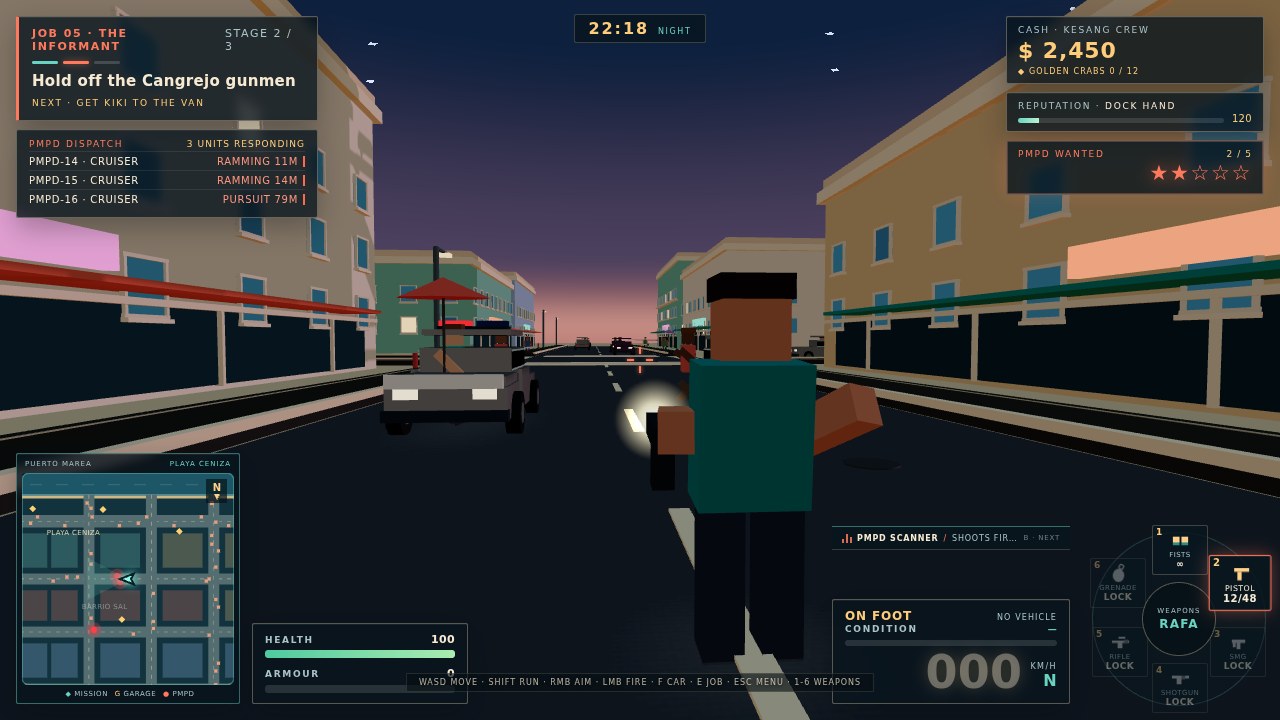 JOB 05 · THE INFORMANT
STAGE 2 / 3
Hold off the Cangrejo gunmen
NEXT · GET KIKI TO THE VAN
PMPD DISPATCH 3 UNITS RESPONDING
PMPD-14 · CRUISER RAMMING 11M
PMPD-15 · CRUISER RAMMING 14M
PMPD-16 · CRUISER PURSUIT 79M
22:18 NIGHT
CASH · KESANG CREW
$ 2,450
◆ GOLDEN CRABS 0 / 12
REPUTATION · DOCK HAND
120
PMPD WANTED 2 / 5
★★☆☆☆
PUERTO MAREA PLAYA CENIZA
N
PLAYA CENIZA
BARRIO SAL
◆ MISSION G GARAGE ● PMPD
HEALTH 100
ARMOUR 0
WASD MOVE · SHIFT RUN · RMB AIM · LMB FIRE · F CAR · E JOB · ESC MENU · 1-6 WEAPONS
PMPD SCANNER / SHOOTS FIR... B · NEXT
ON FOOT NO VEHICLE
CONDITION —
000 KM/H
N
1
FISTS
∞
2
PISTOL
12/48
3
SMG
LOCK
4
SHOTGUN
LOCK
5
RIFLE
LOCK
6
GRENADE
LOCK
WEAPONS
RAFA